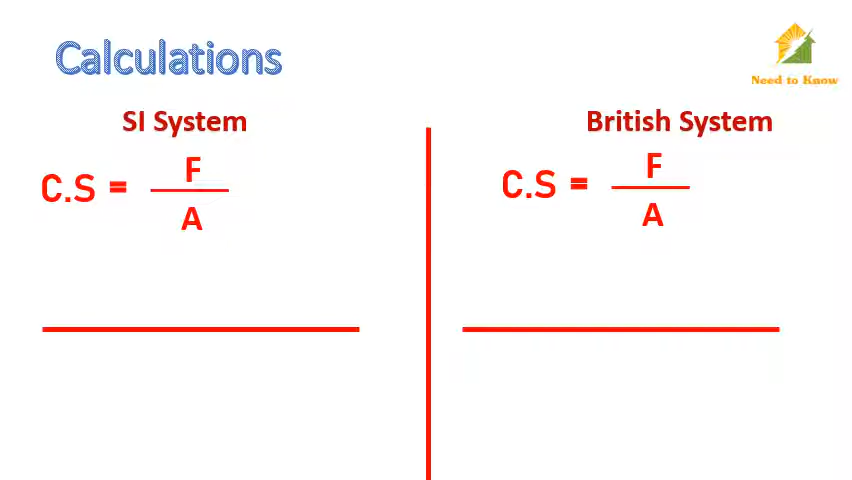 Calculations
Need to Know
SI System
C.S = F
A
British System
C.S = F
A